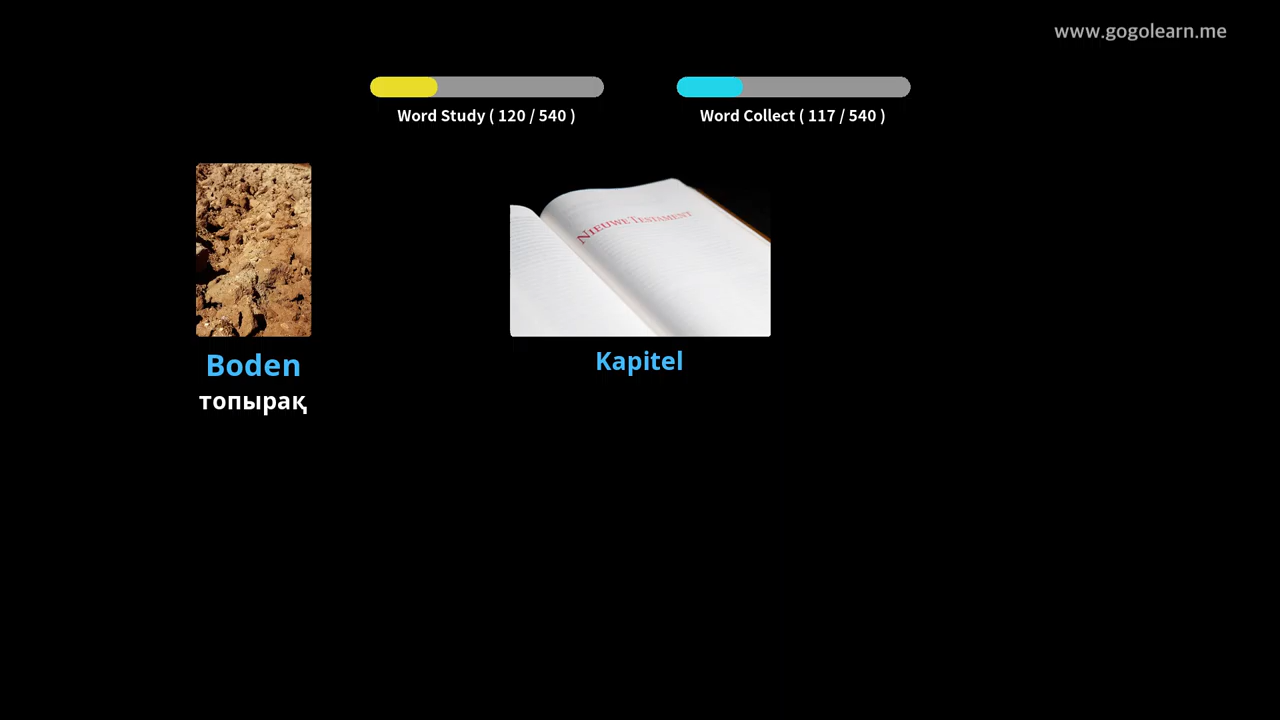 www.gogolearn.me
Word Study ( 120 / 540 )
Word Collect ( 117 / 540 )
NIEUWE TESTAMENT
Boden
топырақ
Kapitel